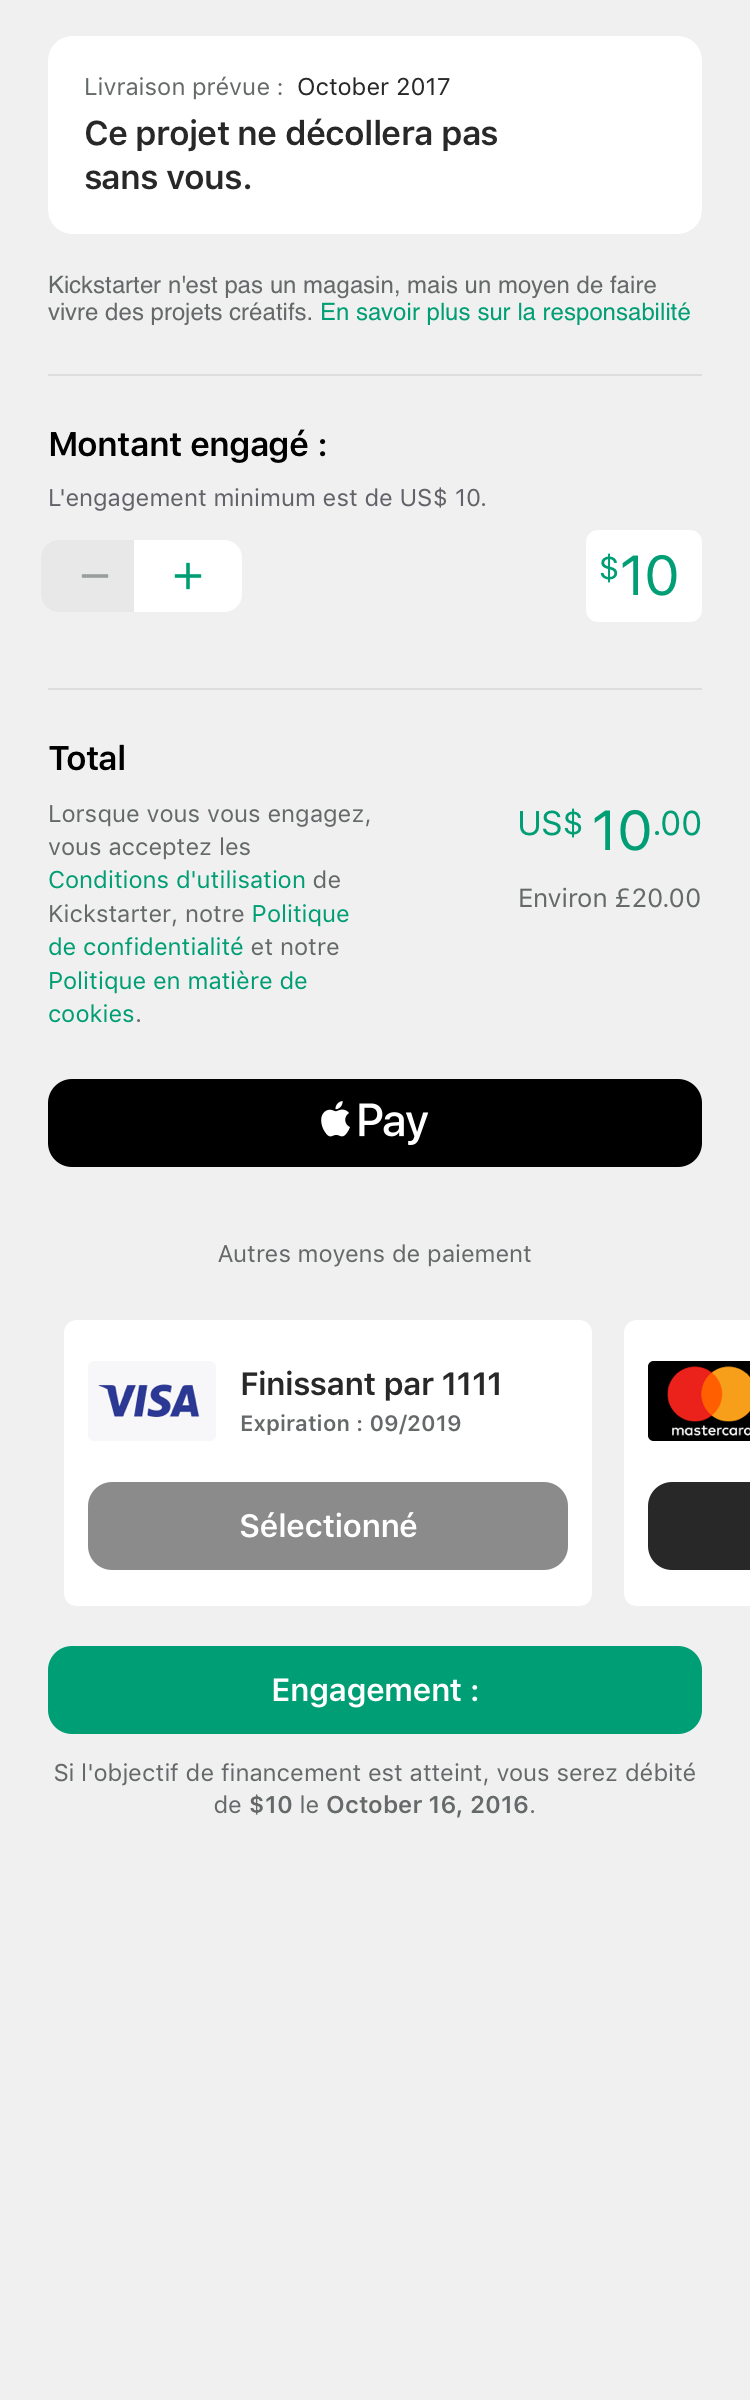 Livraison prévue : October 2017
Ce projet ne décollera pas
sans vous.
Kickstarter n'est pas un magasin, mais un moyen de faire
vivre des projets créatifs. En savoir plus sur la responsabilité
Montant engagé :
L'engagement minimum est de US$ 10.
− +
$10
Total
Lorsque vous vous engagez,
vous acceptez les
Conditions d'utilisation de
Kickstarter, notre Politique
de confidentialité et notre
Politique en matière de
cookies.
US$ 10.00
Environ £20.00
Pay
Autres moyens de paiement
VISA
Finissant par 1111
Expiration : 09/2019
Sélectionné
mastercard
Engagement :
Si l'objectif de financement est atteint, vous serez débité
de $10 le October 16, 2016.